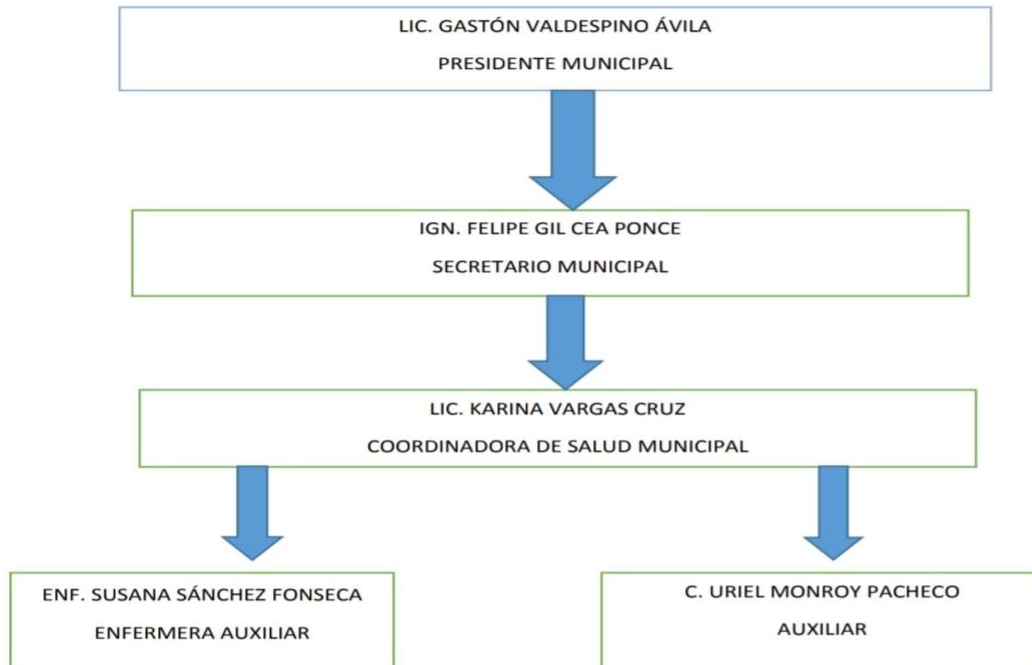 LIC. GASTÓN VALDESPINO ÁVILA
PRESIDENTE MUNICIPAL
IGN. FELIPE GIL CEA PONCE
SECRETARIO MUNICIPAL
LIC. KARINA VARGAS CRUZ
COORDINADORA DE SALUD MUNICIPAL
ENF. SUSANA SÁNCHEZ FONSECA
ENFERMERA AUXILIAR
C. URIEL MONROY PACHECO
AUXILIAR